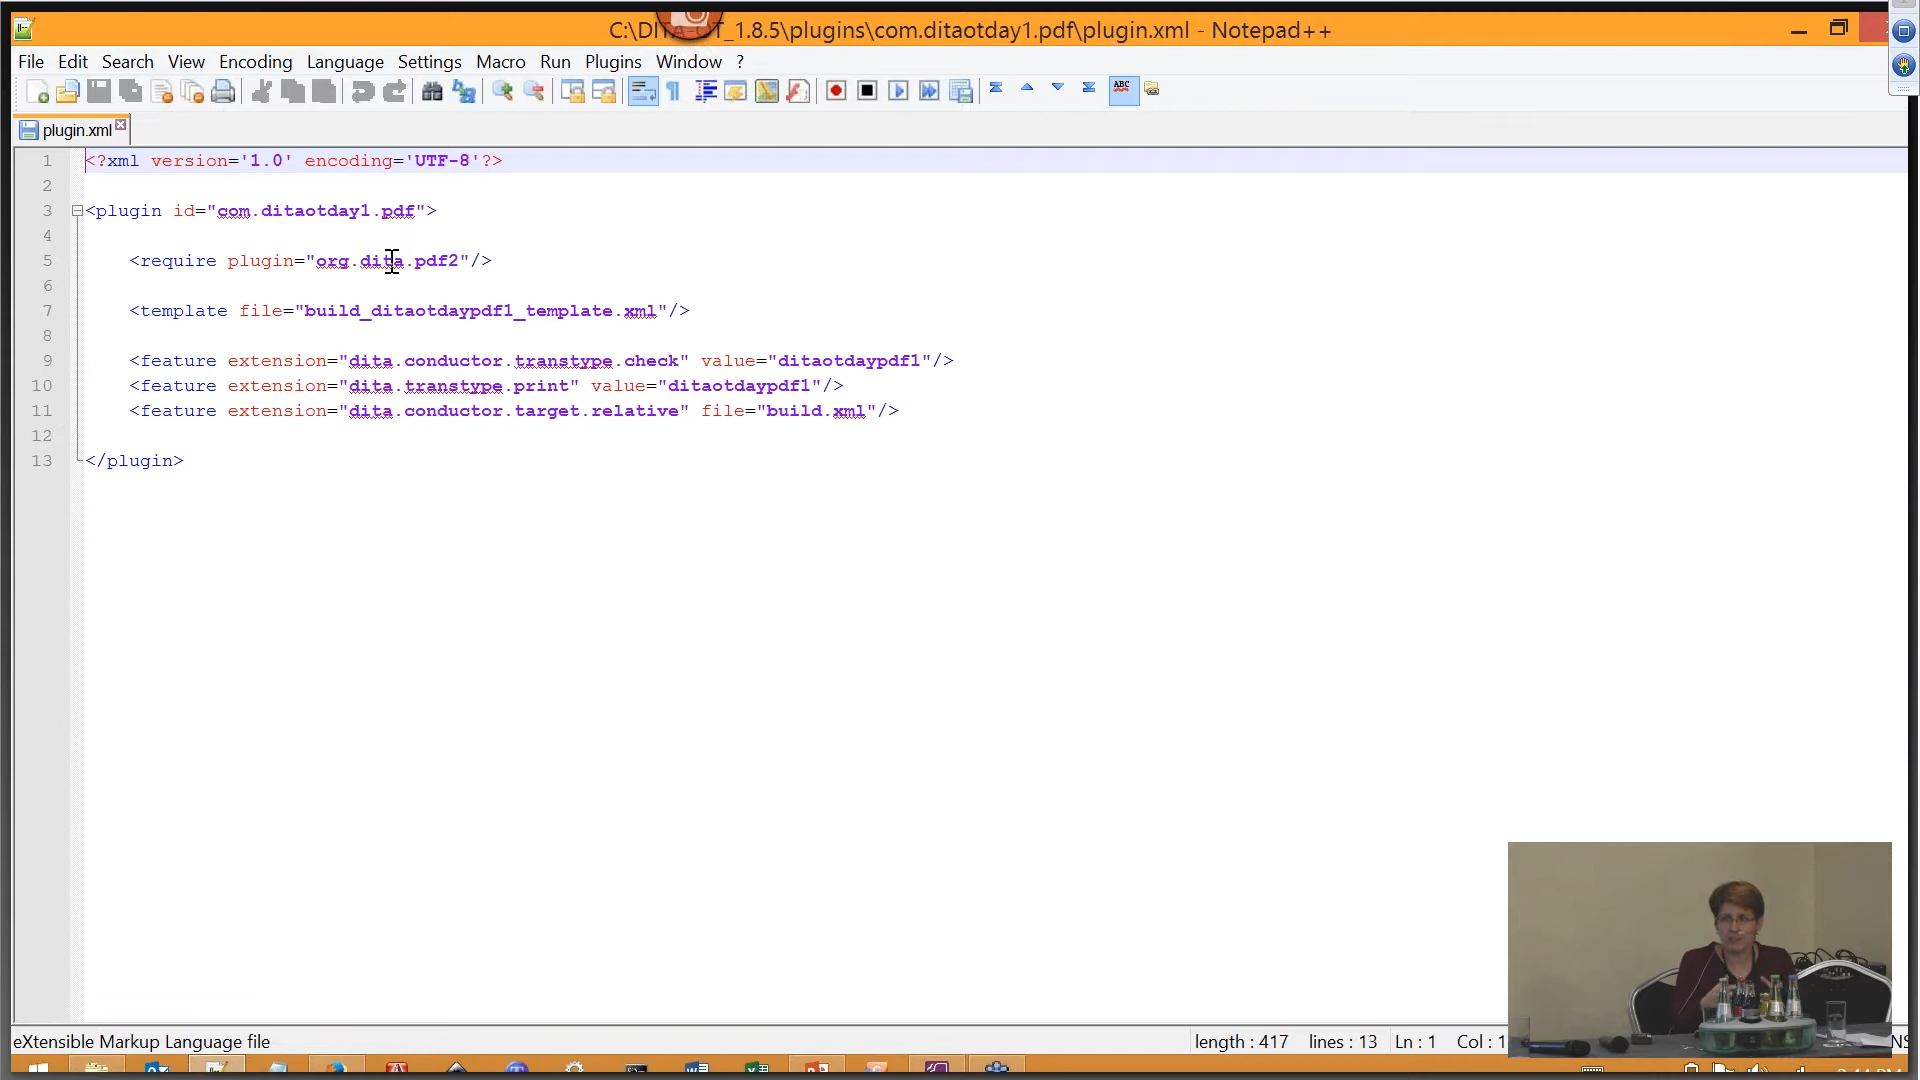 C:\DITA-OT_1.8.5\plugins\com.ditaotday1.pdf\plugin.xml - Notepad++
File Edit Search View Encoding Language Settings Macro Run Plugins Window ?
ABC
plugin.xml
1 <?xml version='1.0' encoding='UTF-8'?>
2
3 <plugin id="com.ditaotday1.pdf">
4
5 <require plugin="org.dita.pdf2"/>
6
7 <template file="build_ditaotdaypdf1_template.xml"/>
8
9 <feature extension="dita.conductor.transtype.check" value="ditaotdaypdf1"/>
10 <feature extension="dita.transtype.print" value="ditaotdaypdf1"/>
11 <feature extension="dita.conductor.target.relative" file="build.xml"/>
12
13 </plugin>
eXtensible Markup Language file length : 417 lines : 13 Ln : 1 Col : 1